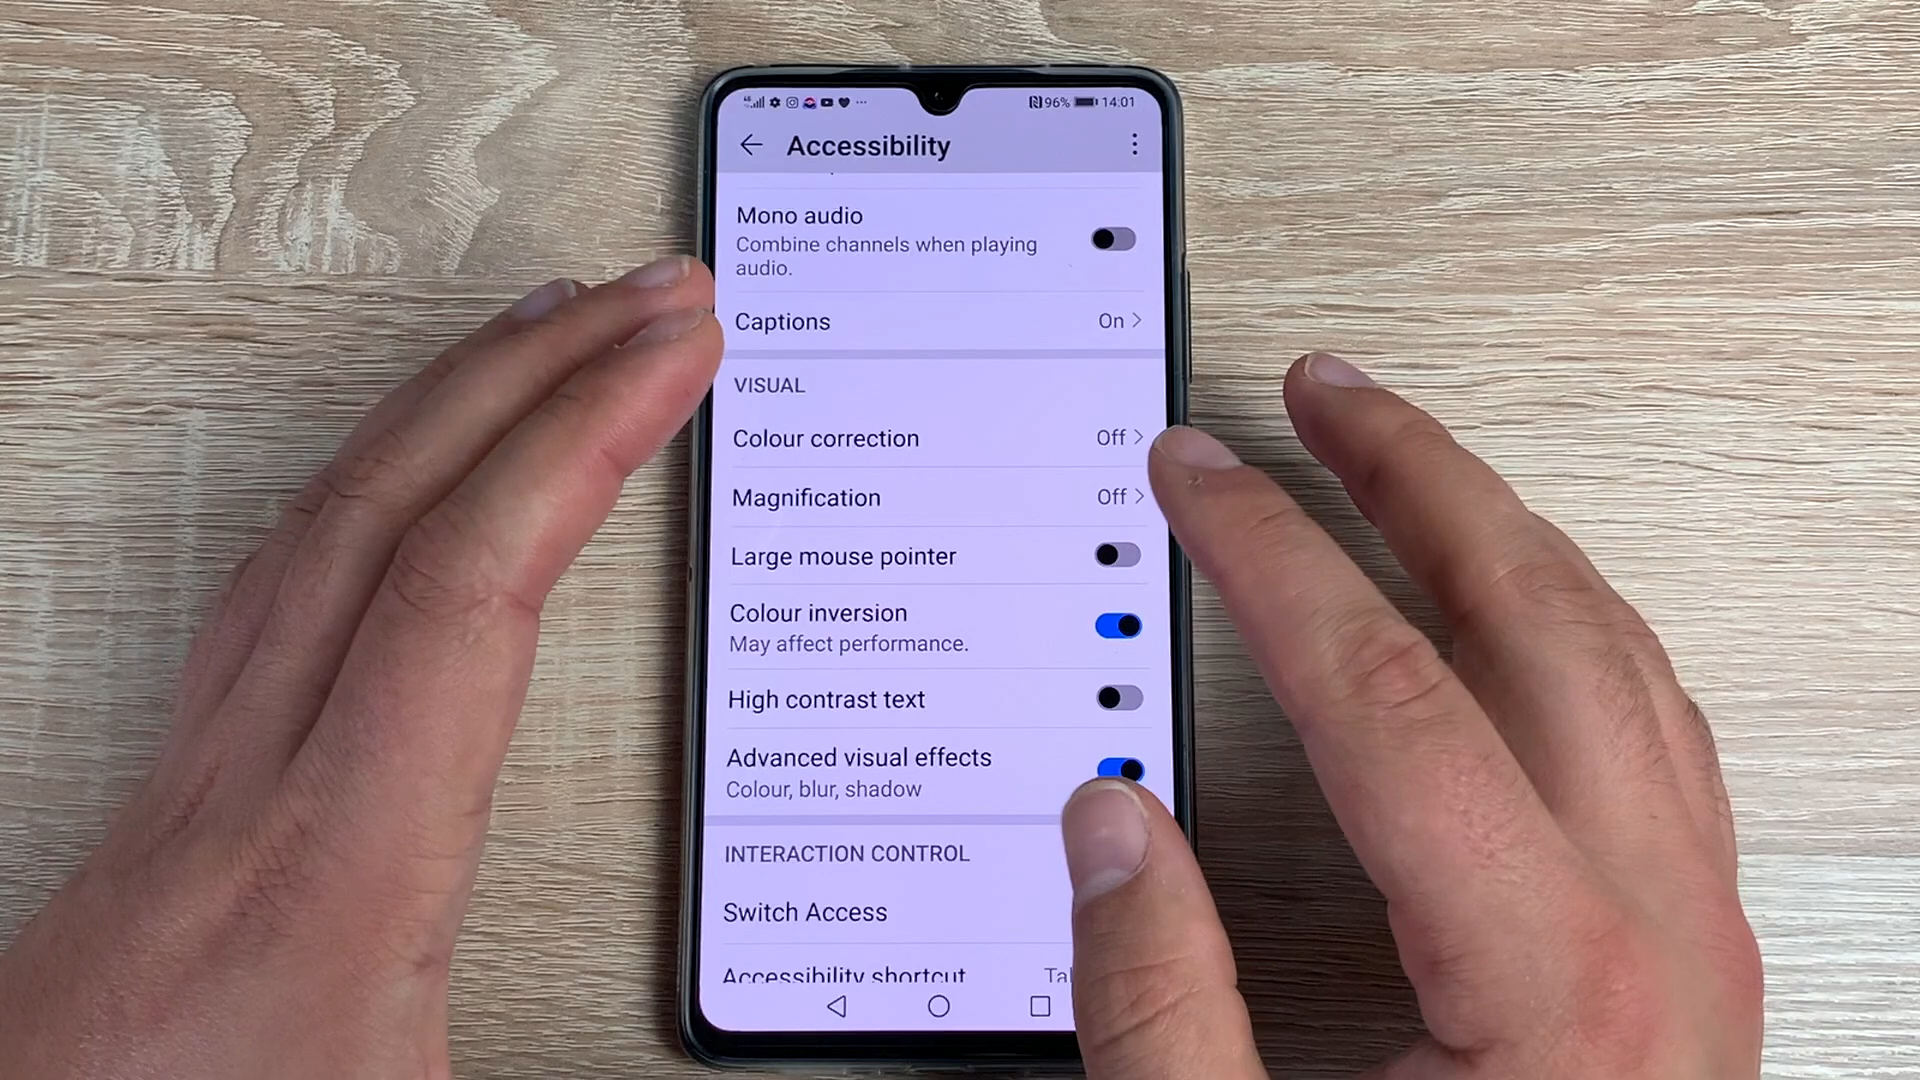 96% 14:01
Accessibility
Mono audio
Combine channels when playing
audio.
Captions On
VISUAL
Colour correction Off
Magnification Off
Large mouse pointer
Colour inversion
May affect performance.
High contrast text
Advanced visual effects
Colour, blur, shadow
INTERACTION CONTROL
Switch Access
Accessibility shortcut